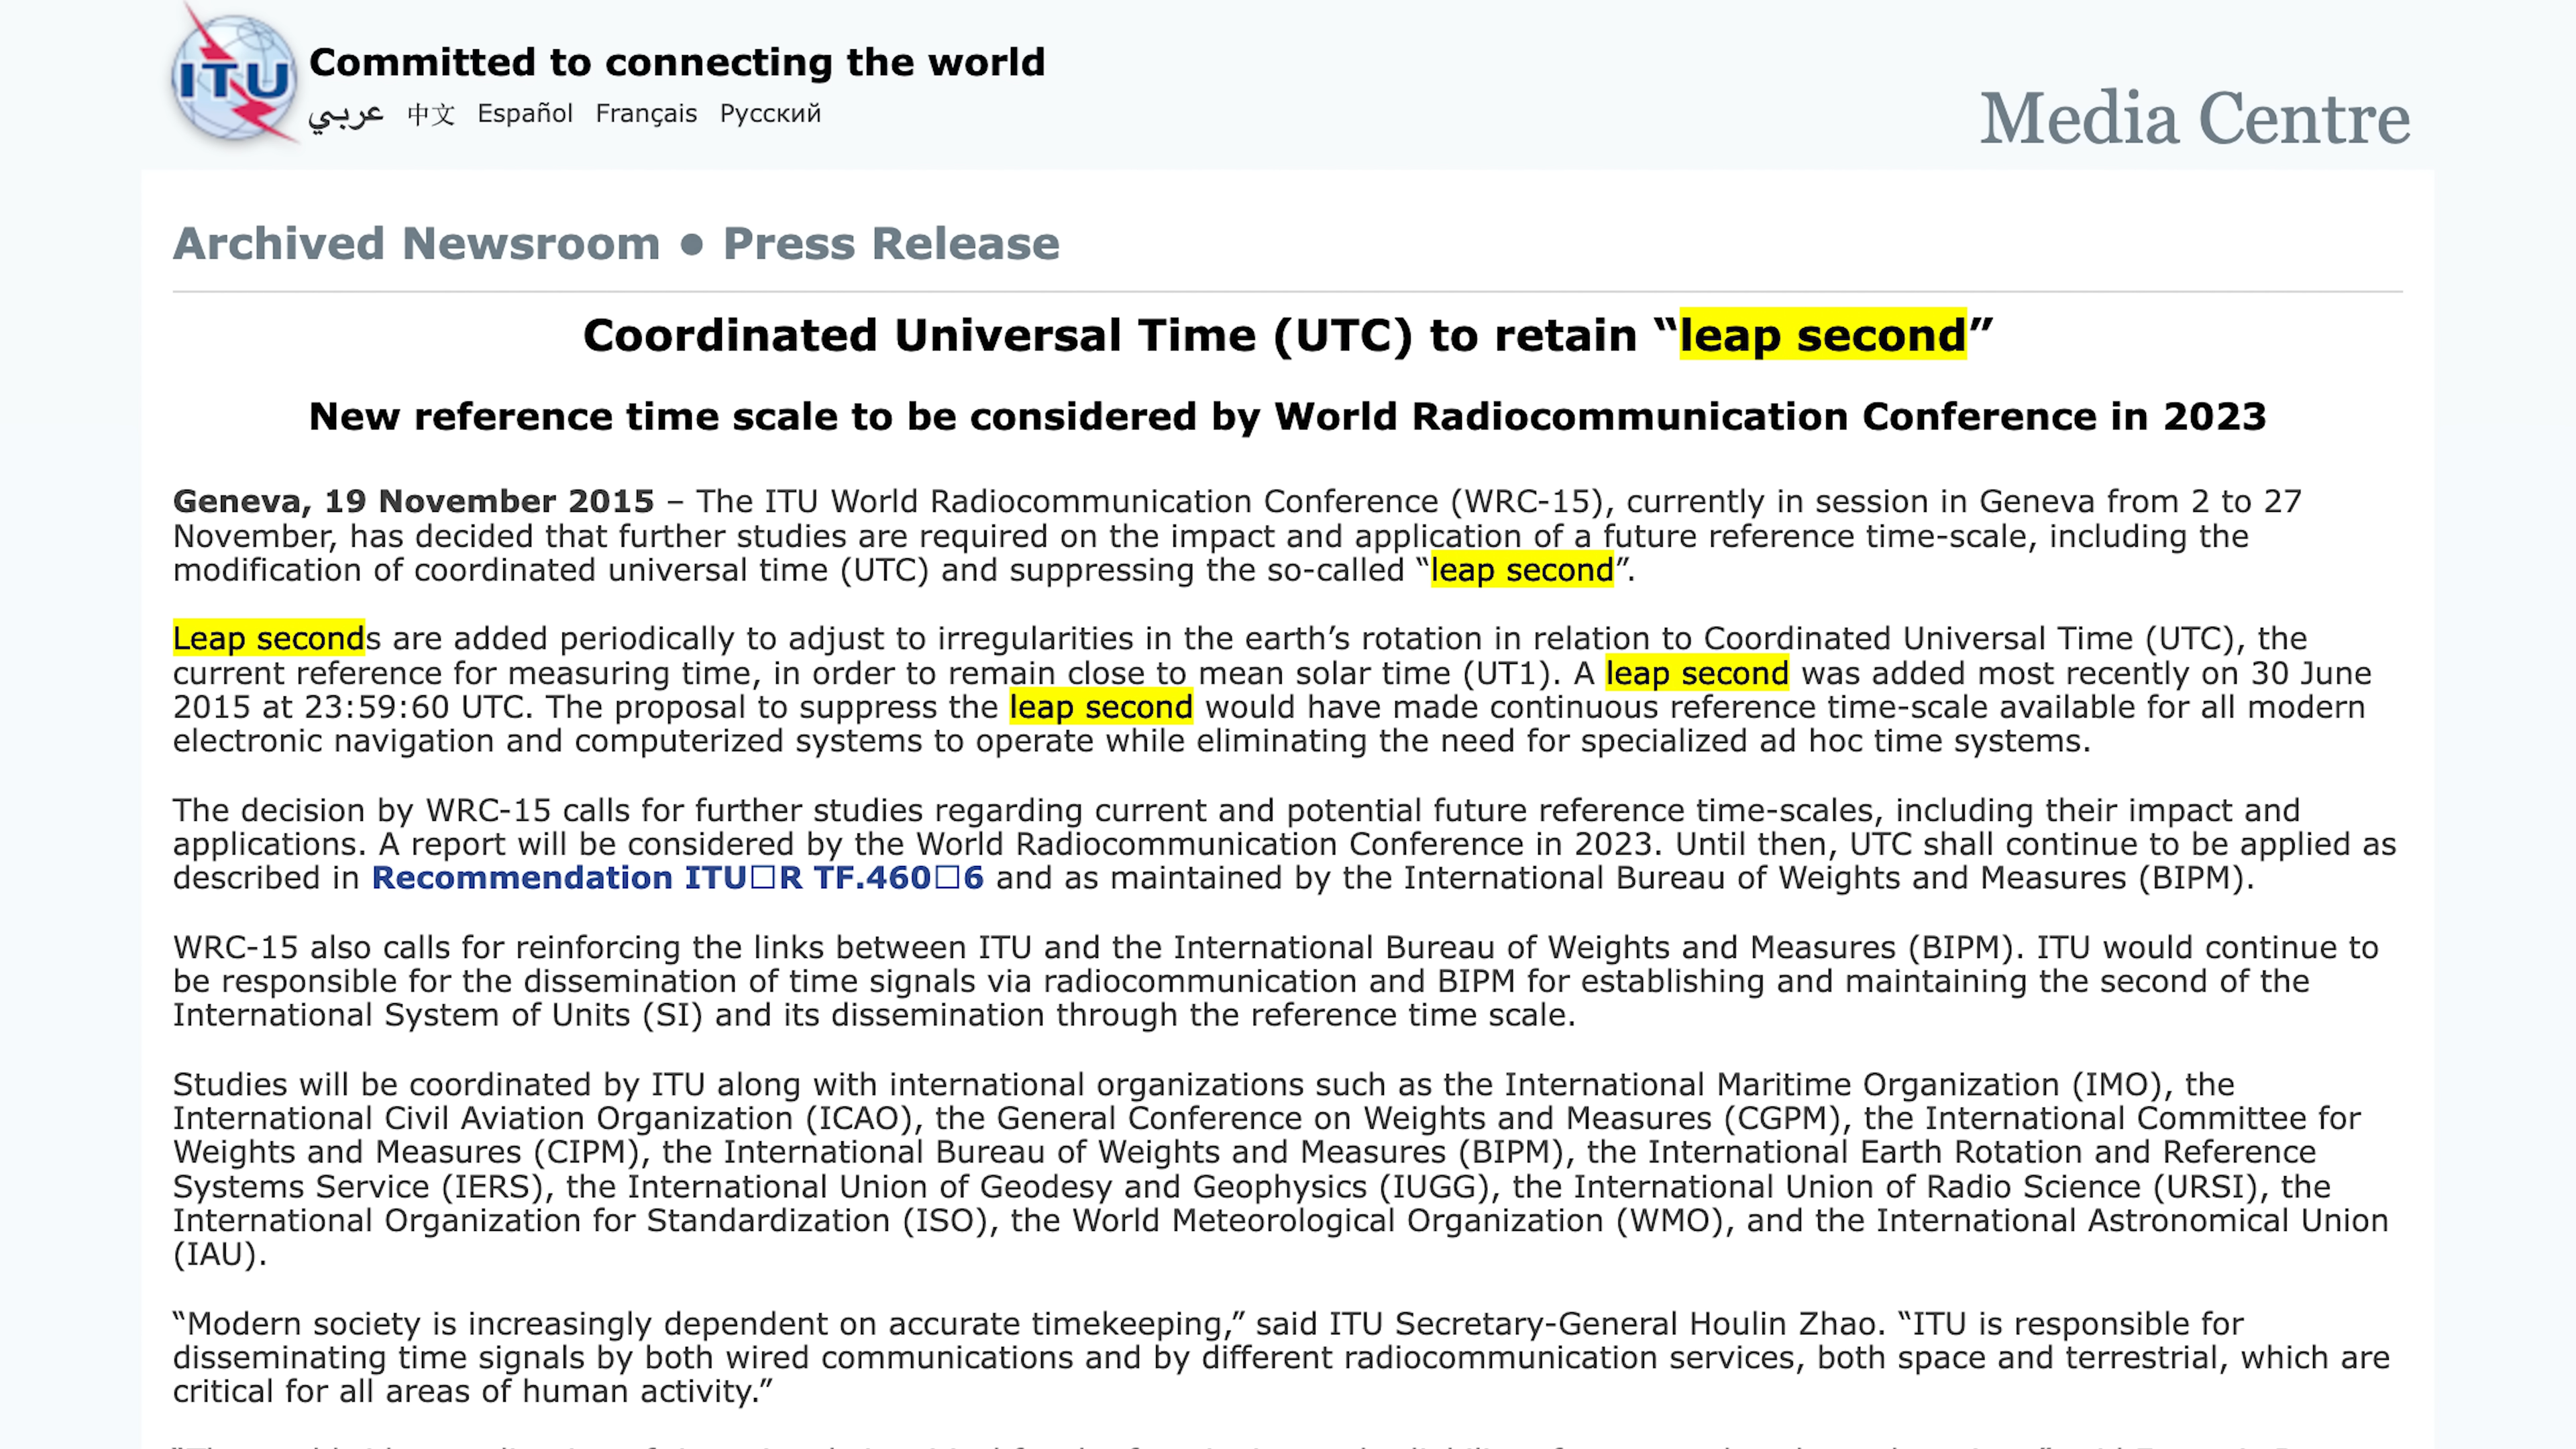 ITU
Committed to connecting the world
عربي 中文 Español Français Русский
Media Centre
Archived Newsroom ● Press Release
Coordinated Universal Time (UTC) to retain “leap second”
New reference time scale to be considered by World Radiocommunication Conference in 2023
Geneva, 19 November 2015 – The ITU World Radiocommunication Conference (WRC-15), currently in session in Geneva from 2 to 27
November, has decided that further studies are required on the impact and application of a future reference time-scale, including the
modification of coordinated universal time (UTC) and suppressing the so-called “leap second”.
Leap seconds are added periodically to adjust to irregularities in the earth’s rotation in relation to Coordinated Universal Time (UTC), the
current reference for measuring time, in order to remain close to mean solar time (UT1). A leap second was added most recently on 30 June
2015 at 23:59:60 UTC. The proposal to suppress the leap second would have made continuous reference time-scale available for all modern
electronic navigation and computerized systems to operate while eliminating the need for specialized ad hoc time systems.
The decision by WRC-15 calls for further studies regarding current and potential future reference time-scales, including their impact and
applications. A report will be considered by the World Radiocommunication Conference in 2023. Until then, UTC shall continue to be applied as
described in Recommendation ITU□R TF.460□6 and as maintained by the International Bureau of Weights and Measures (BIPM).
WRC-15 also calls for reinforcing the links between ITU and the International Bureau of Weights and Measures (BIPM). ITU would continue to
be responsible for the dissemination of time signals via radiocommunication and BIPM for establishing and maintaining the second of the
International System of Units (SI) and its dissemination through the reference time scale.
Studies will be coordinated by ITU along with international organizations such as the International Maritime Organization (IMO), the
International Civil Aviation Organization (ICAO), the General Conference on Weights and Measures (CGPM), the International Committee for
Weights and Measures (CIPM), the International Bureau of Weights and Measures (BIPM), the International Earth Rotation and Reference
Systems Service (IERS), the International Union of Geodesy and Geophysics (IUGG), the International Union of Radio Science (URSI), the
International Organization for Standardization (ISO), the World Meteorological Organization (WMO), and the International Astronomical Union
(IAU).
“Modern society is increasingly dependent on accurate timekeeping,” said ITU Secretary-General Houlin Zhao. “ITU is responsible for
disseminating time signals by both wired communications and by different radiocommunication services, both space and terrestrial, which are
critical for all areas of human activity.”